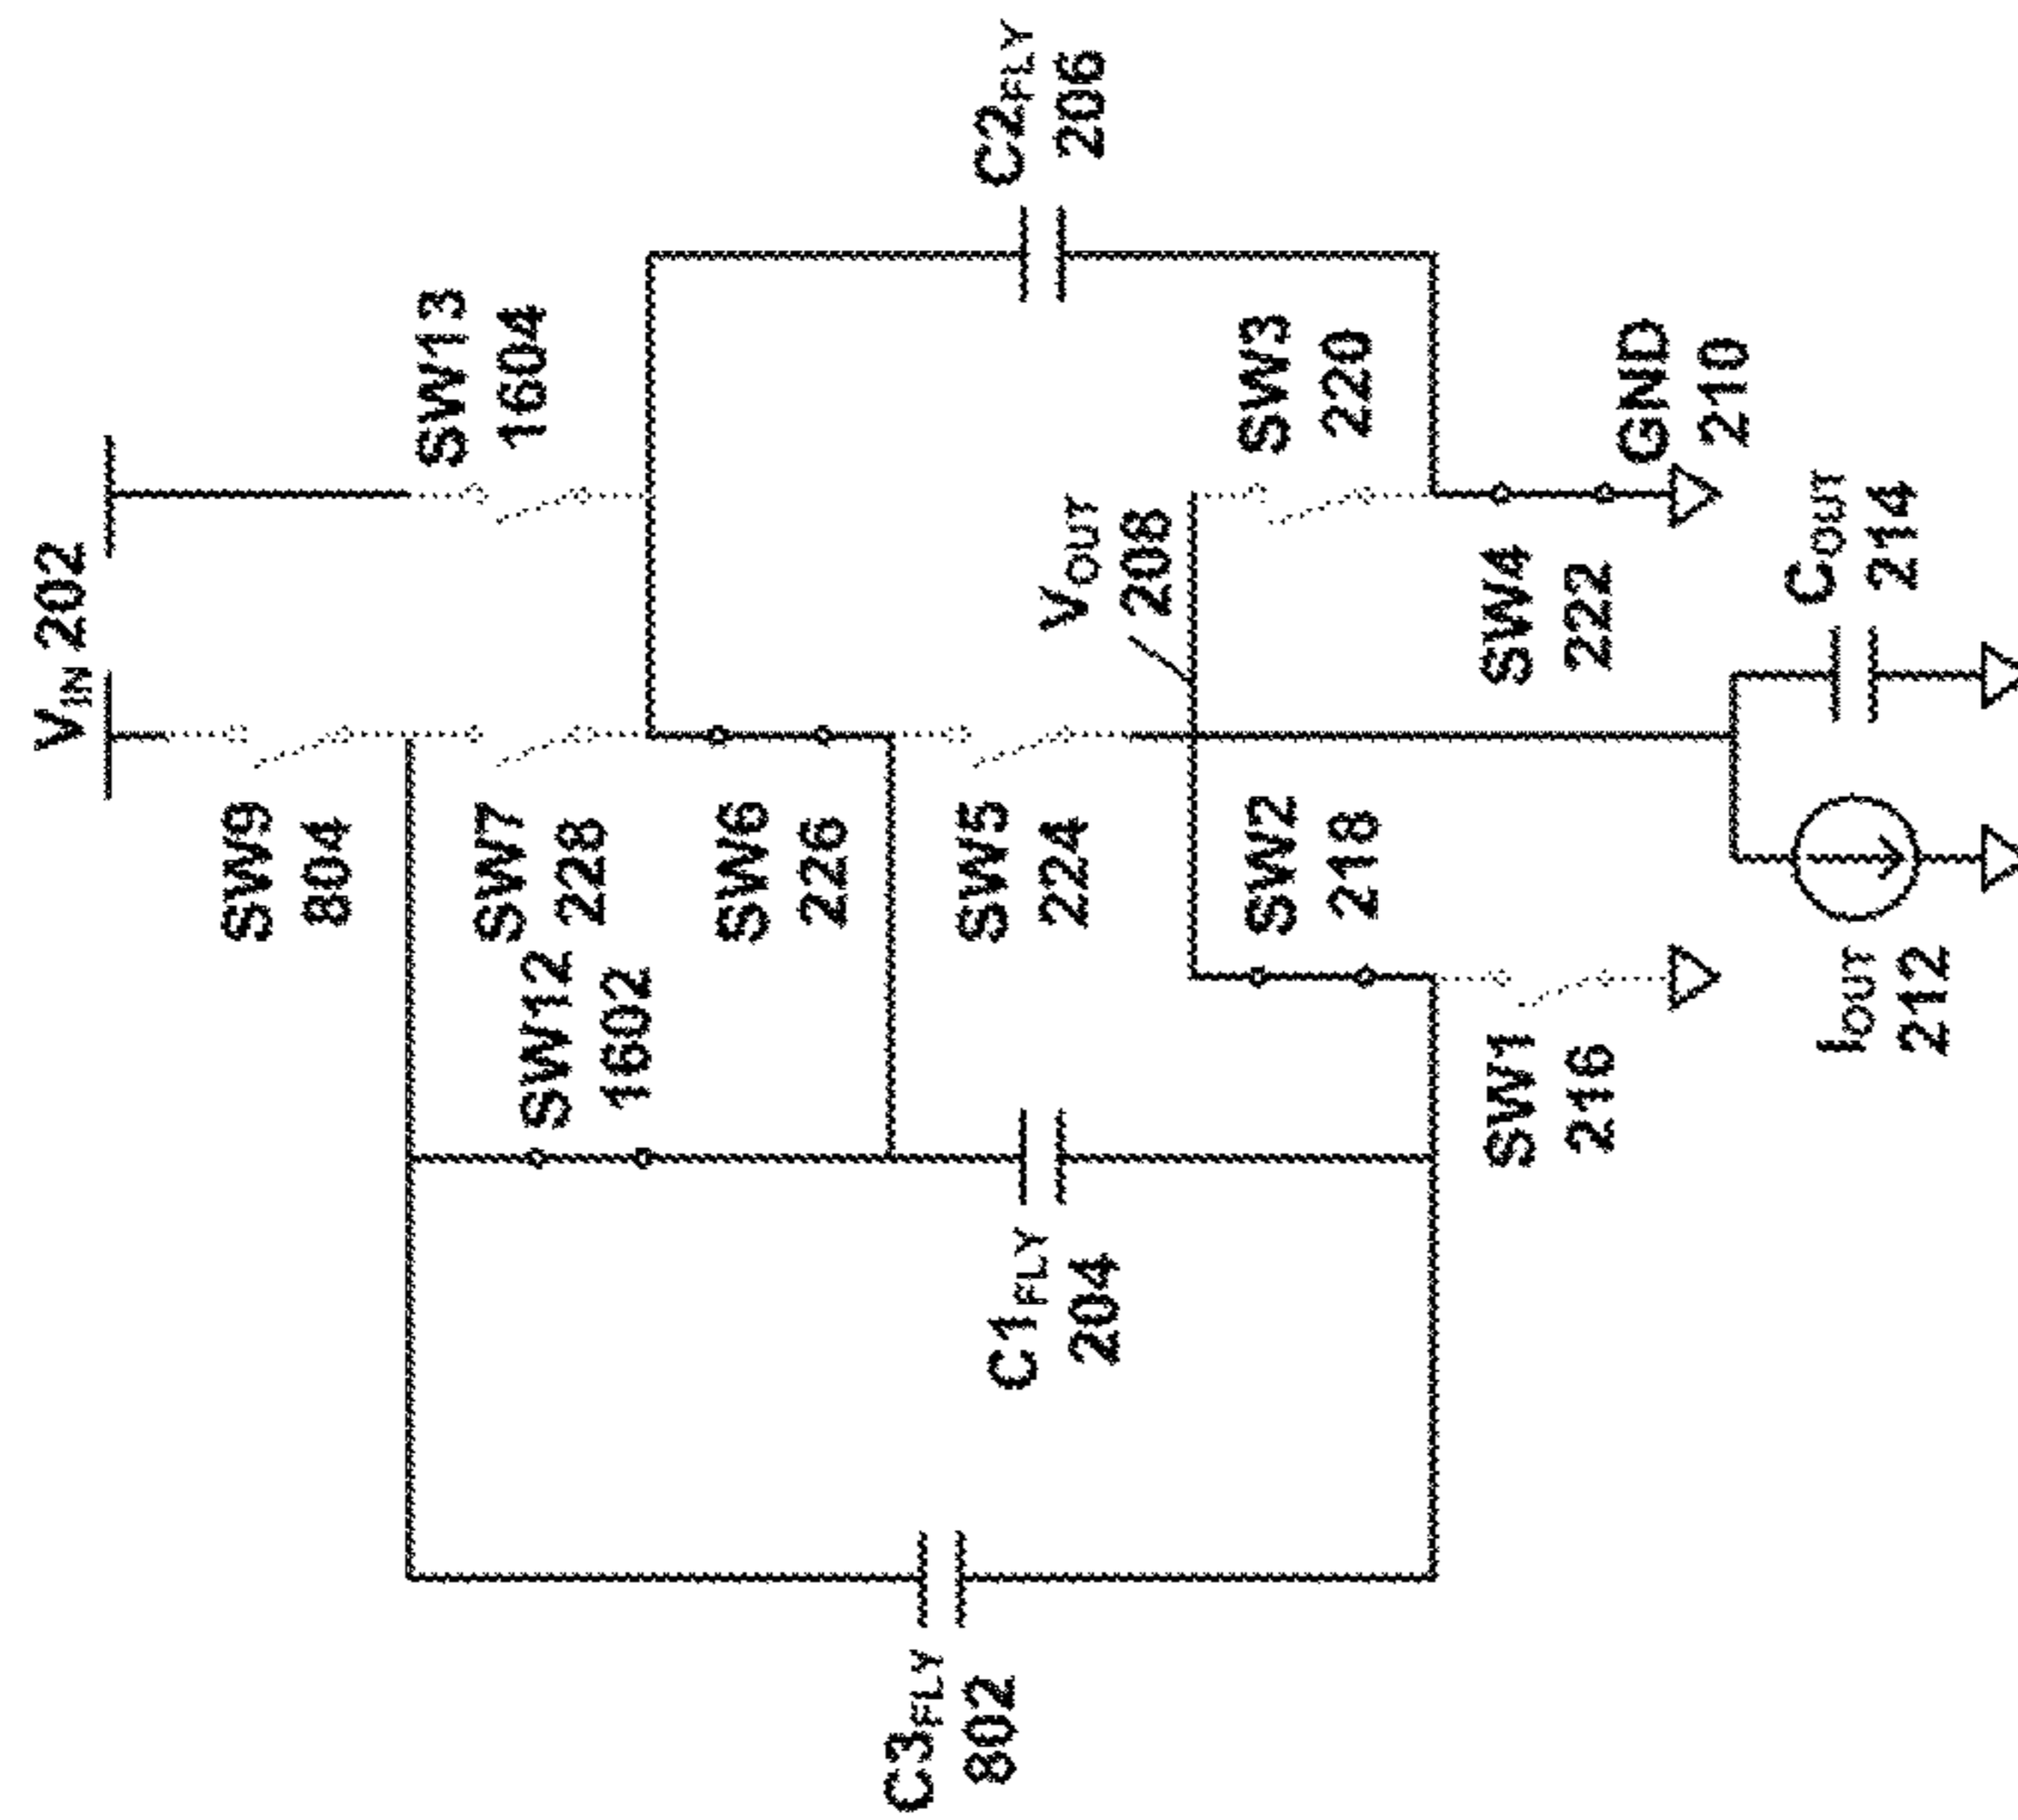 V_IN 202
SW13
1604
C2_FLY
206
SW9
804
SW7
228
SW12
1602
SW6
226
SW5
224
V_OUT
208
SW3
220
C3_FLY
802
C1_FLY
204
SW2
218
SW4
222
GND
210
SW1
216
I_OUT
212
C_OUT
214